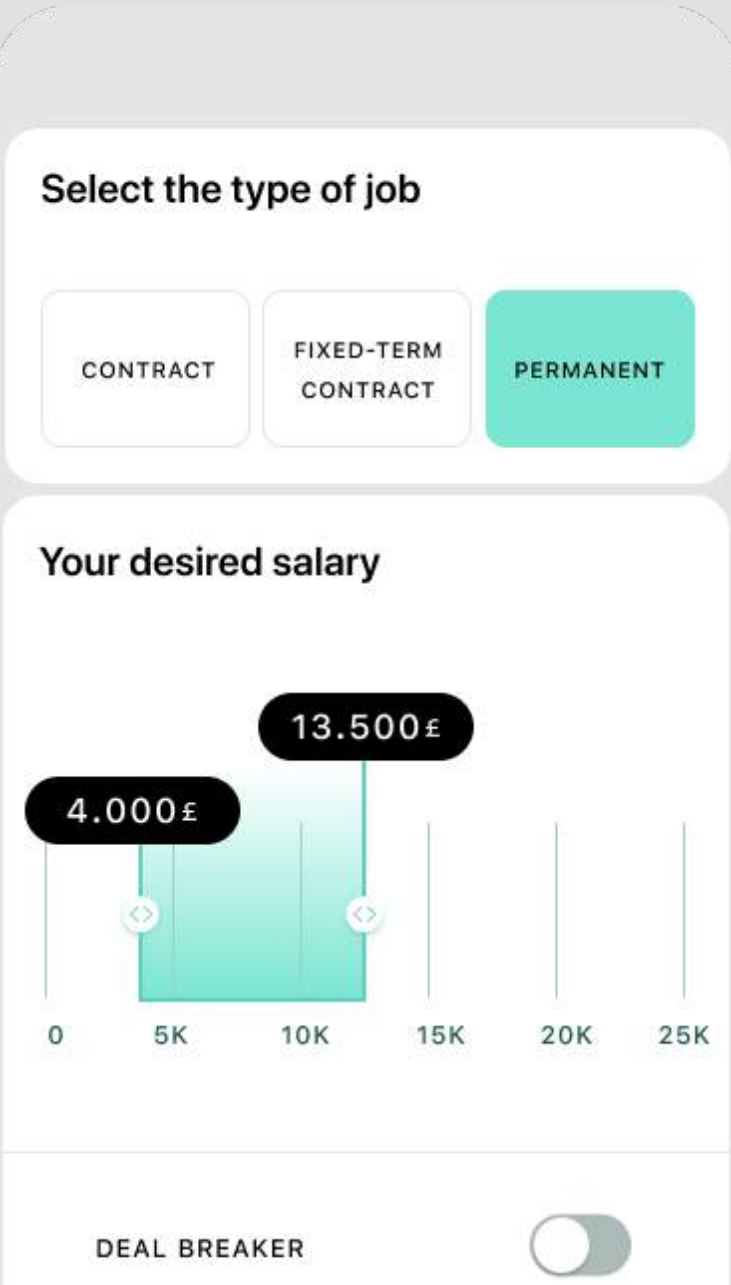 Select the type of job
CONTRACT
FIXED-TERM
CONTRACT
PERMANENT
Your desired salary
13.500£
4.000£
0 5K 10K 15K 20K 25K
DEAL BREAKER